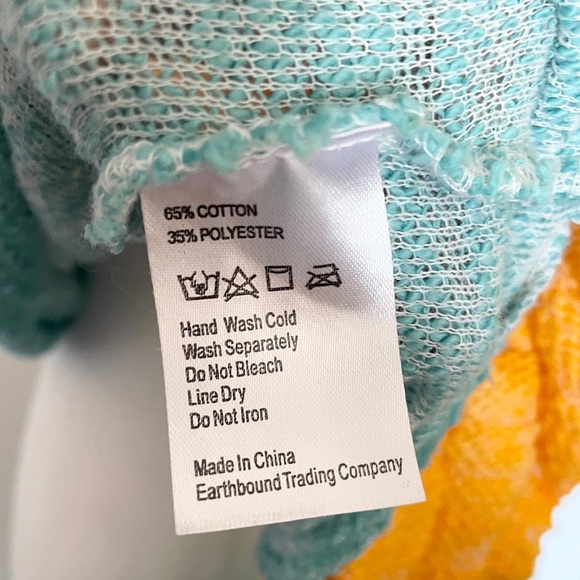 65% COTTON
35% POLYESTER
Hand Wash Cold
Wash Separately
Do Not Bleach
Line Dry
Do Not Iron
Made In China
Earthbound Trading Company